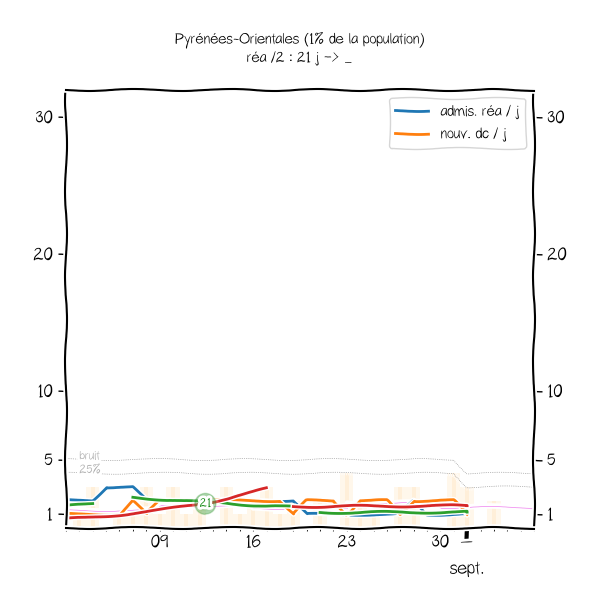 Pyrénées-Orientales (1% de la population)
réa /2 : 21 j -> _
admis. réa / j
nouv. dc / j
30
30
20
20
10
10
5
5
bruit
25%
21
1
1
09
16
23
30
1
sept.